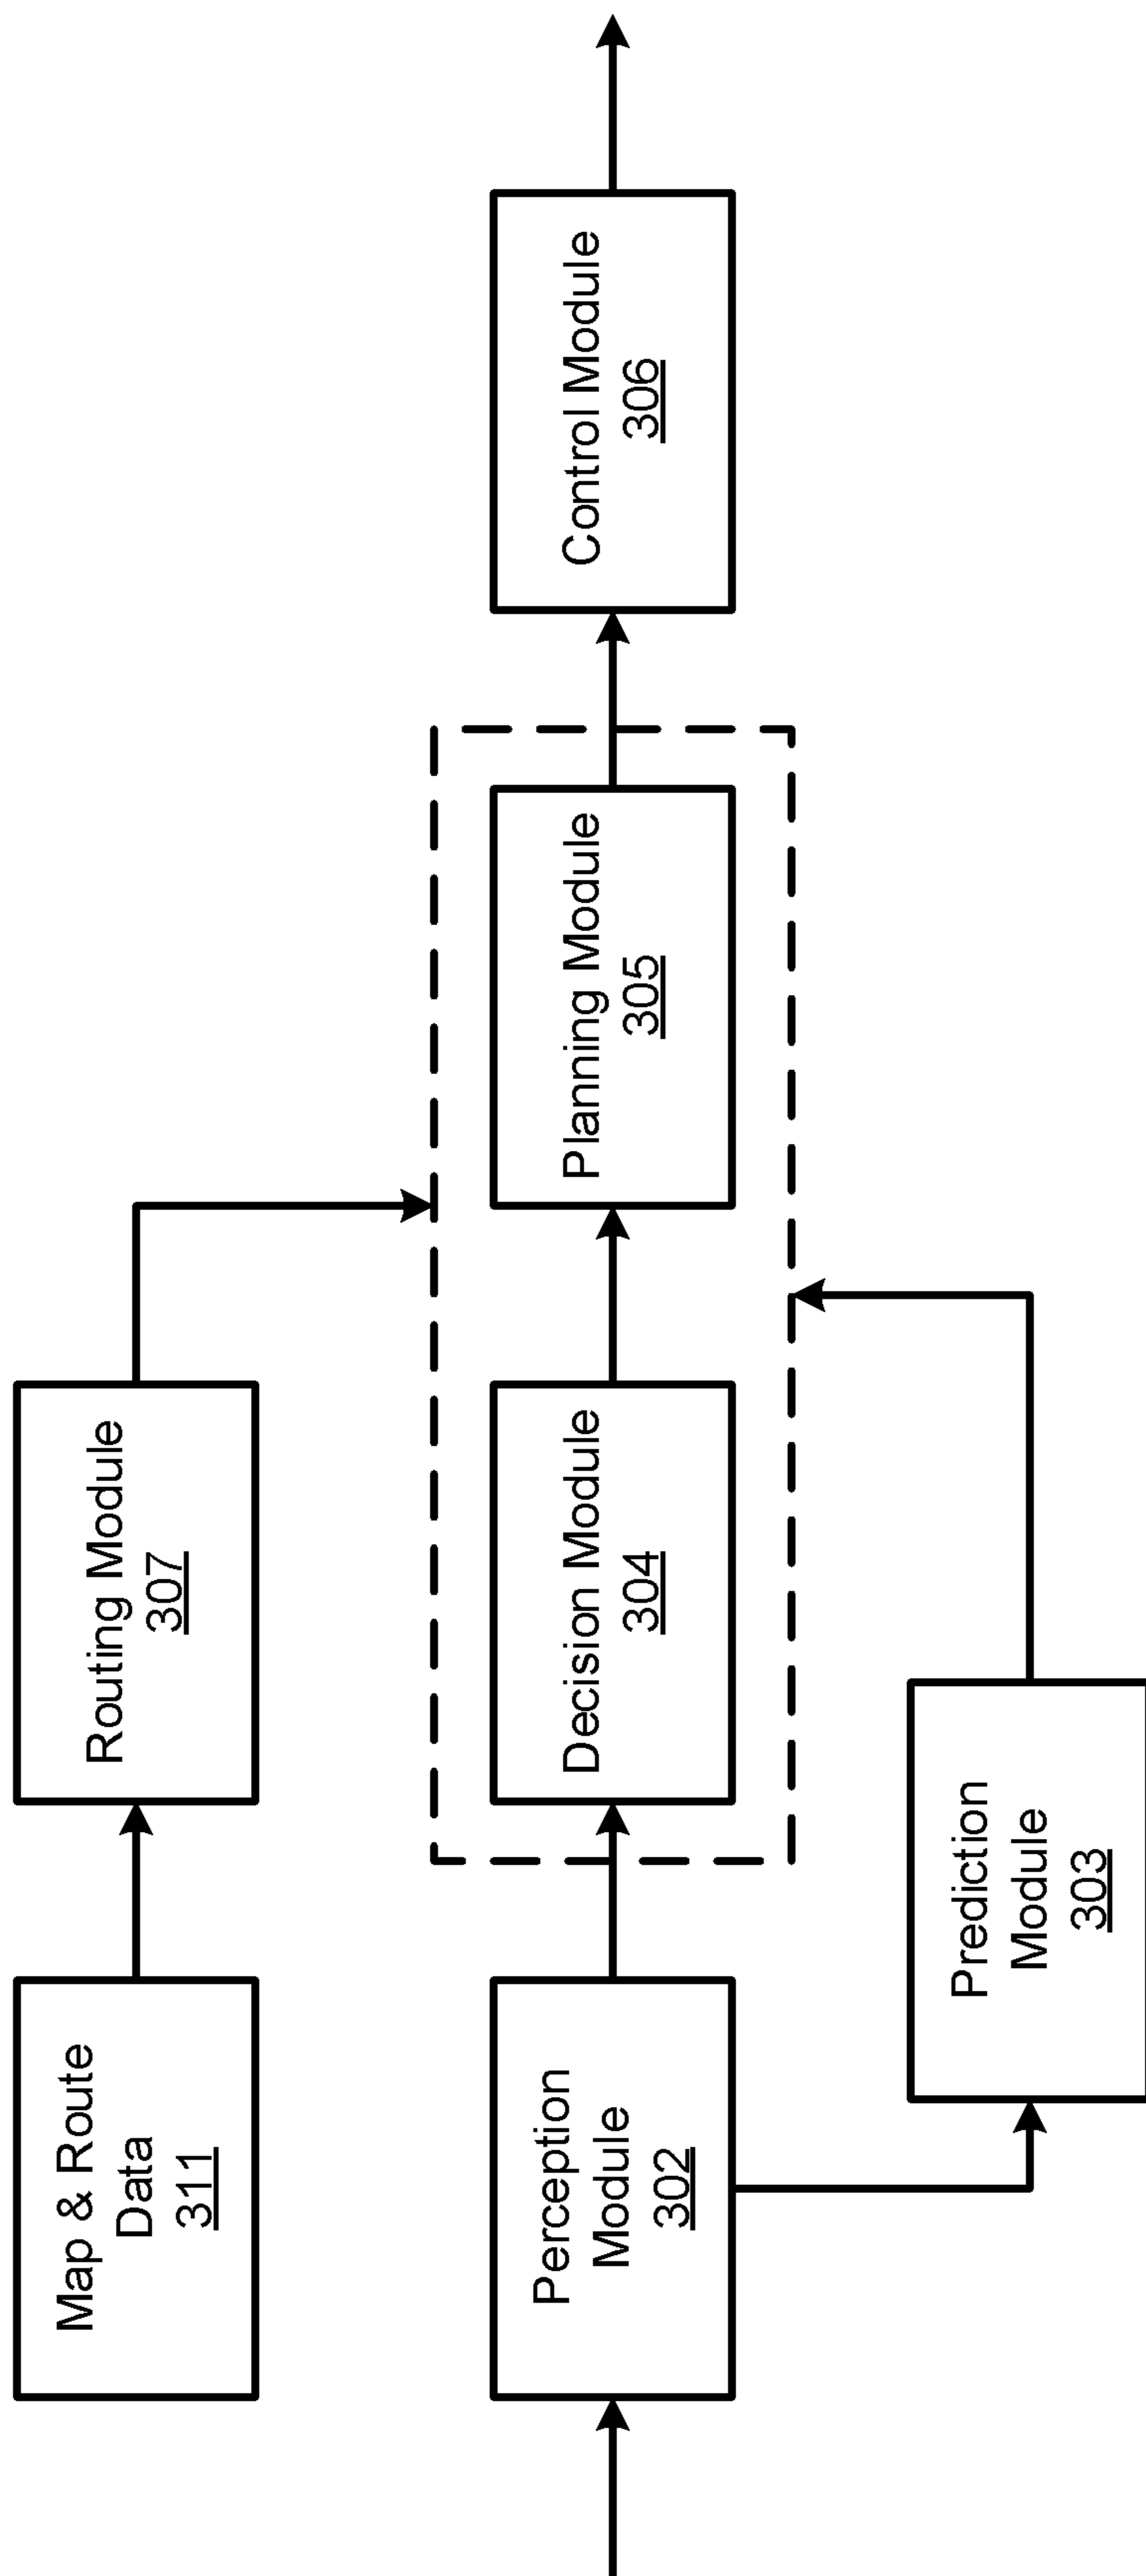 Map & Route
Data
311
Routing Module
307
Perception
Module
302
Decision Module
304
Planning Module
305
Control Module
306
Prediction
Module
303